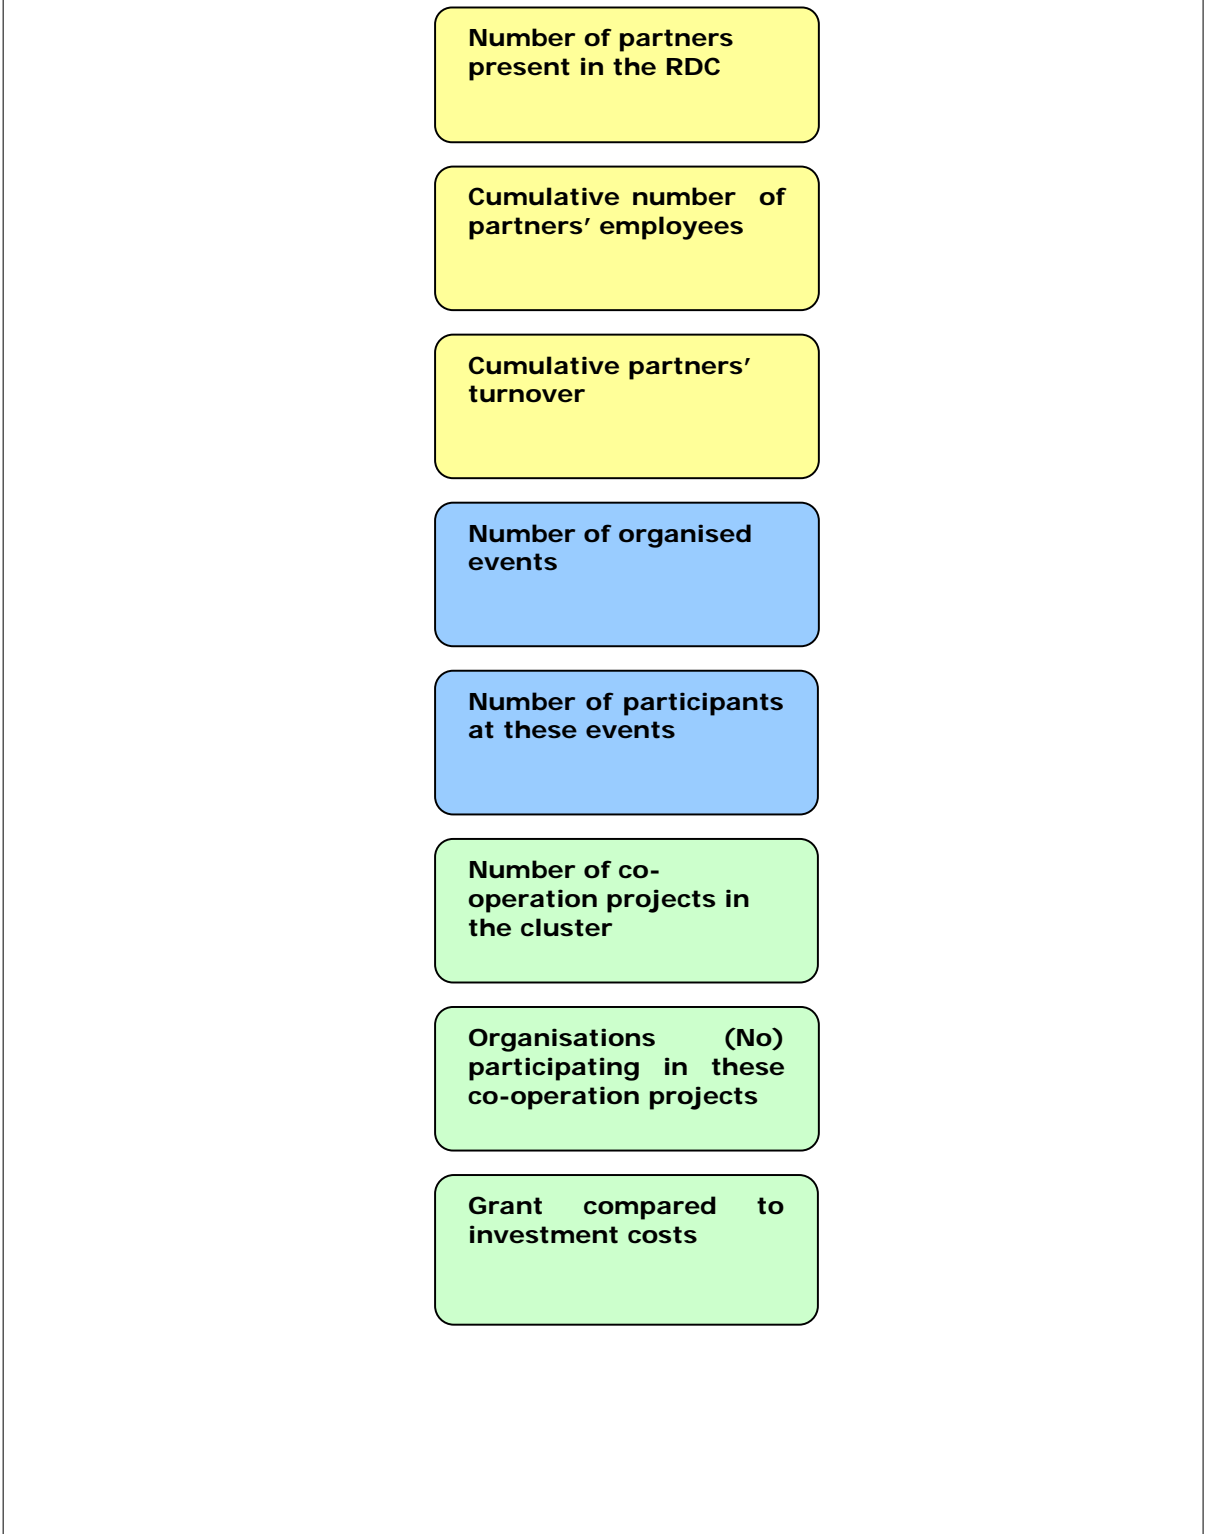 Number of partners
present in the RDC
Cumulative number of
partners’ employees
Cumulative partners’
turnover
Number of organised
events
Number of participants
at these events
Number of co-
operation projects in
the cluster
Organisations (No)
participating in these
co-operation projects
Grant compared to
investment costs